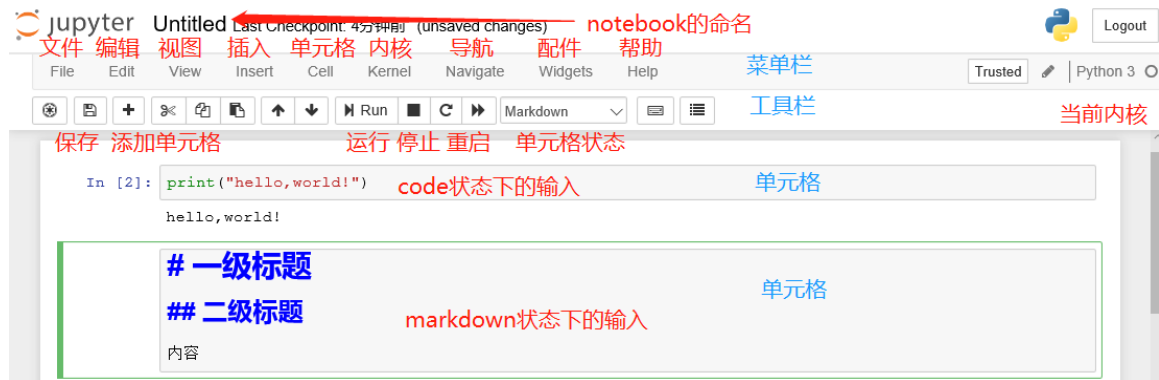 jupyter Untitled Last Checkpoint: 4分钟前 (unsaved changes) notebook的命名 Logout
文件 编辑 视图 插入 单元格 内核 导航 配件 帮助
File Edit View Insert Cell Kernel Navigate Widgets Help 菜单栏 Trusted Python 3
Run Markdown 工具栏 当前内核
保存 添加单元格 运行 停止 重启 单元格状态
In [2]: print("hello,world!") code状态下的输入 单元格
hello,world!
# 一级标题
单元格
## 二级标题
markdown状态下的输入
内容